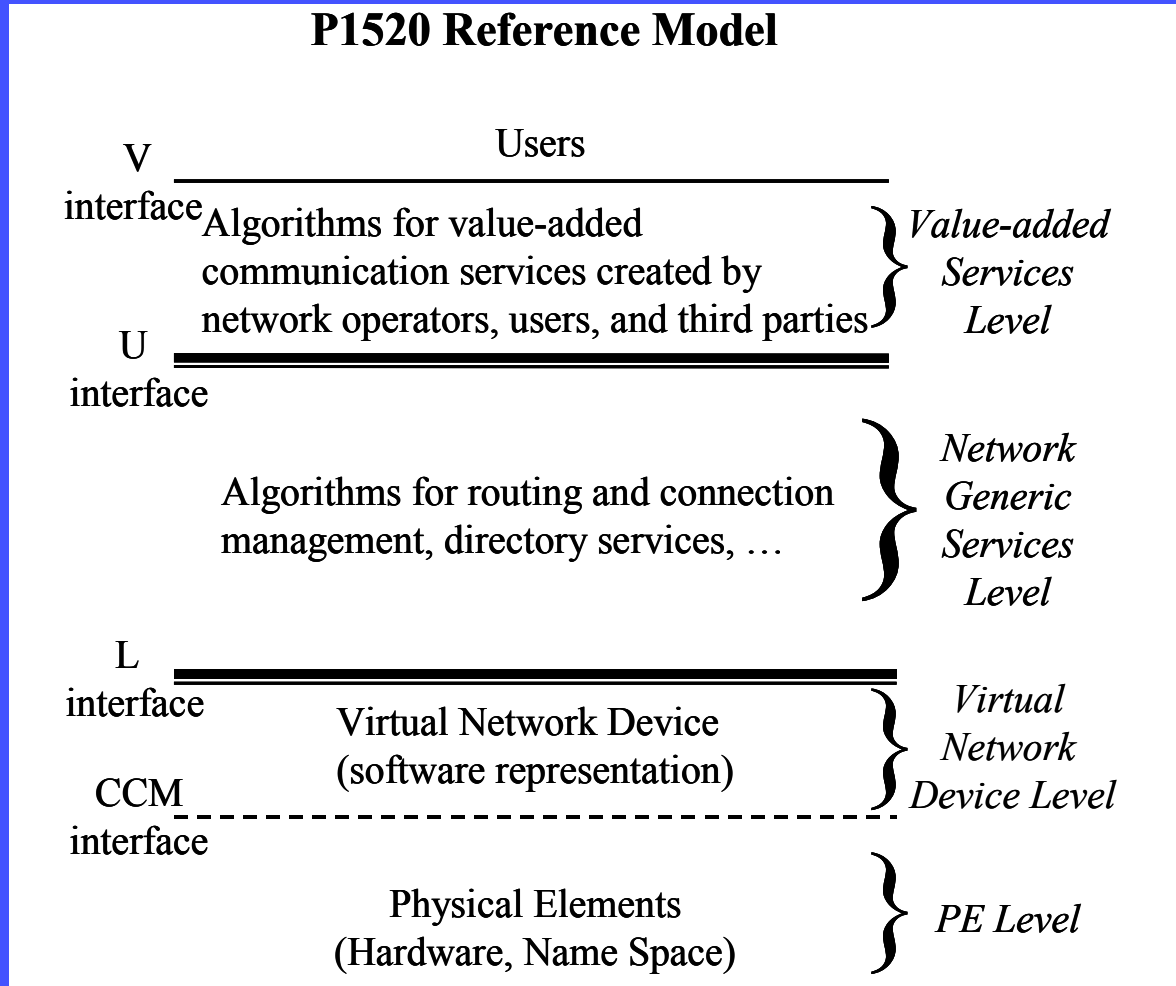 P1520 Reference Model
Users
V
interface
Algorithms for value-added
communication services created by
network operators, users, and third parties
Value-added
Services
Level
U
interface
Algorithms for routing and connection
management, directory services, …
Network
Generic
Services
Level
L
interface
Virtual Network Device
(software representation)
Virtual
Network
Device Level
CCM
interface
Physical Elements
(Hardware, Name Space)
PE Level